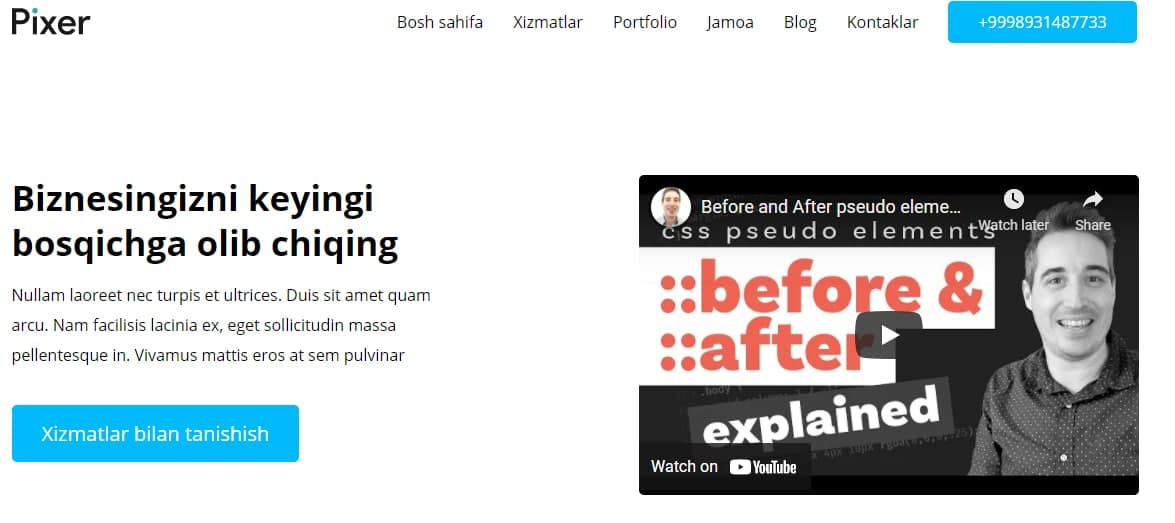 Pixer
Bosh sahifa Xizmatlar Portfolio Jamoa Blog Kontaklar +9998931487733
Biznesingizni keyingi
bosqichga olib chiqing
Nullam laoreet nec turpis et ultrices. Duis sit amet quam
arcu. Nam facilisis lacinia ex, eget sollicitudin massa
pellentesque in. Vivamus mattis eros at sem pulvinar
Xizmatlar bilan tanishish
Before and After pseudo eleme…
Watch later Share
css pseudo elements
::before &
::after
explained
Watch on YouTube